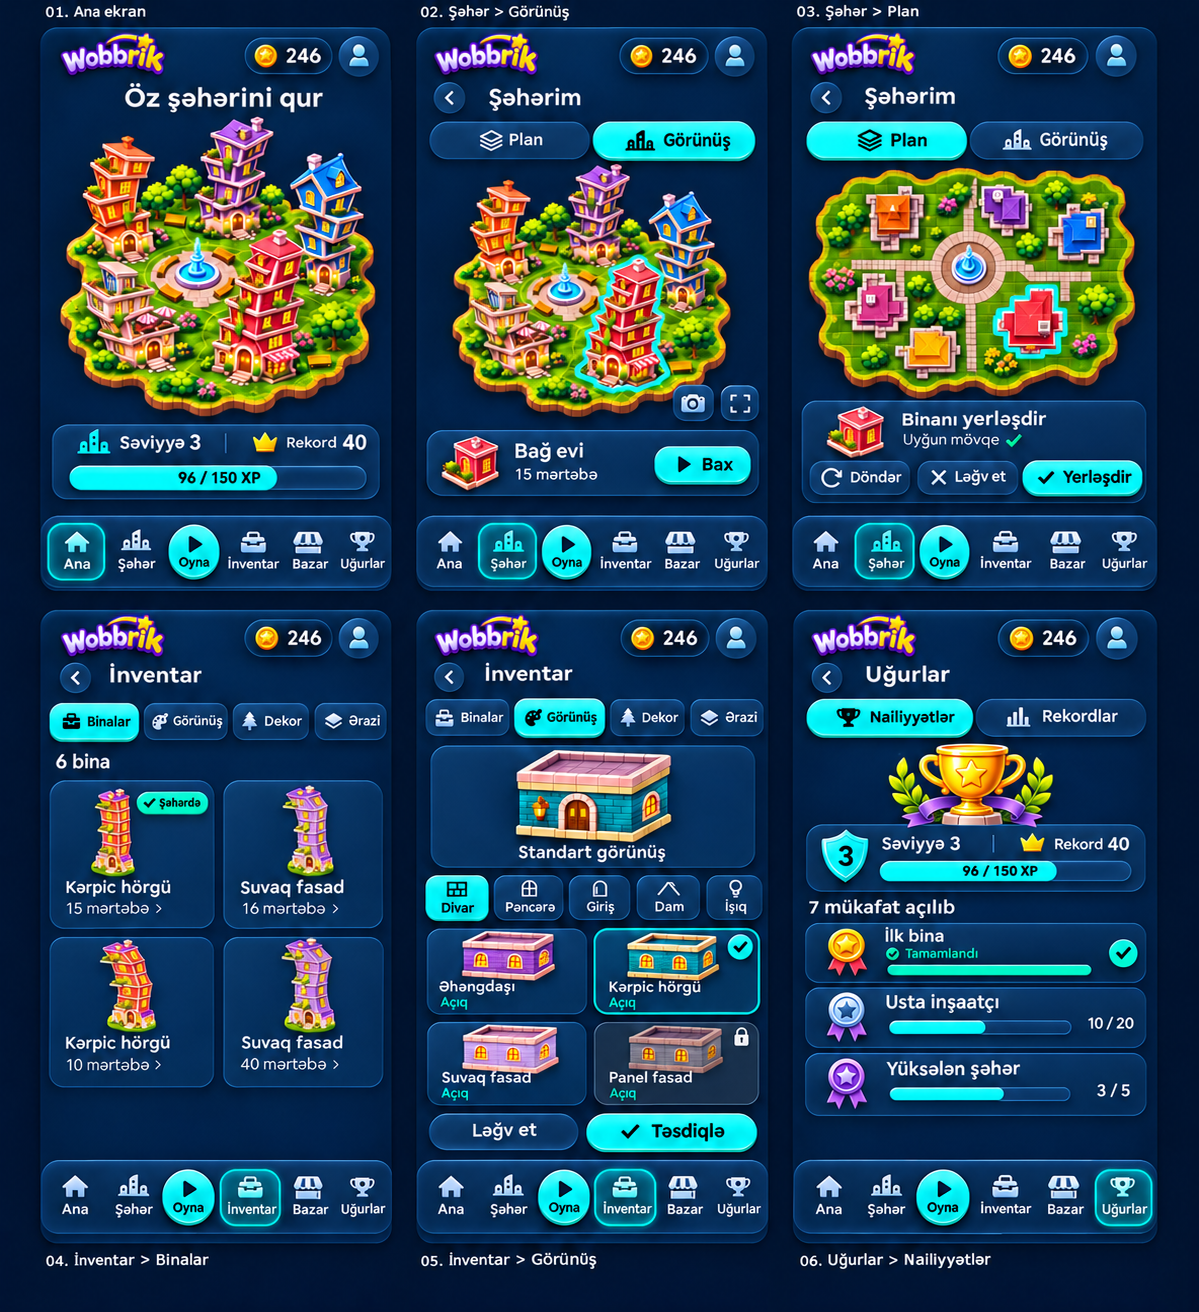 01. Ana ekran
Wobbrik
246
Öz şəhərini qur
Səviyyə 3
Rekord 40
96 / 150 XP
Ana
Şəhər
Oyna
İnventar
Bazar
Uğurlar
02. Şəhər > Görünüş
Wobbrik
246
Şəhərim
Plan
Görünüş
Bağ evi
15 mərtəbə
Bax
Ana
Şəhər
Oyna
İnventar
Bazar
Uğurlar
03. Şəhər > Plan
Wobbrik
246
Şəhərim
Plan
Görünüş
Binanı yerləşdir
Uyğun mövqe
Döndər
Ləğv et
Yerləşdir
Ana
Şəhər
Oyna
İnventar
Bazar
Uğurlar
Wobbrik
246
İnventar
Binalar
Görünüş
Dekor
Ərazi
6 bina
Şəhərdə
Kərpic hörgü
15 mərtəbə >
Suvaq fasad
16 mərtəbə >
Kərpic hörgü
10 mərtəbə >
Suvaq fasad
40 mərtəbə >
Ana
Şəhər
Oyna
İnventar
Bazar
Uğurlar
04. İnventar > Binalar
Wobbrik
246
İnventar
Binalar
Görünüş
Dekor
Ərazi
Standart görünüş
Divar
Pəncərə
Giriş
Dam
İşıq
Əhəngdaşı
Açıq
Kərpic hörgü
Açıq
Suvaq fasad
Açıq
Panel fasad
Açıq
Ləğv et
Təsdiqlə
Ana
Şəhər
Oyna
İnventar
Bazar
Uğurlar
05. İnventar > Görünüş
Wobbrik
246
Uğurlar
Nailiyyətlər
Rekordlar
3
Səviyyə 3
Rekord 40
96 / 150 XP
7 mükafat açılıb
İlk bina
Tamamlandı
Usta inşaatçı
10 / 20
Yüksələn şəhər
3 / 5
Ana
Şəhər
Oyna
İnventar
Bazar
Uğurlar
06. Uğurlar > Nailiyyətlər